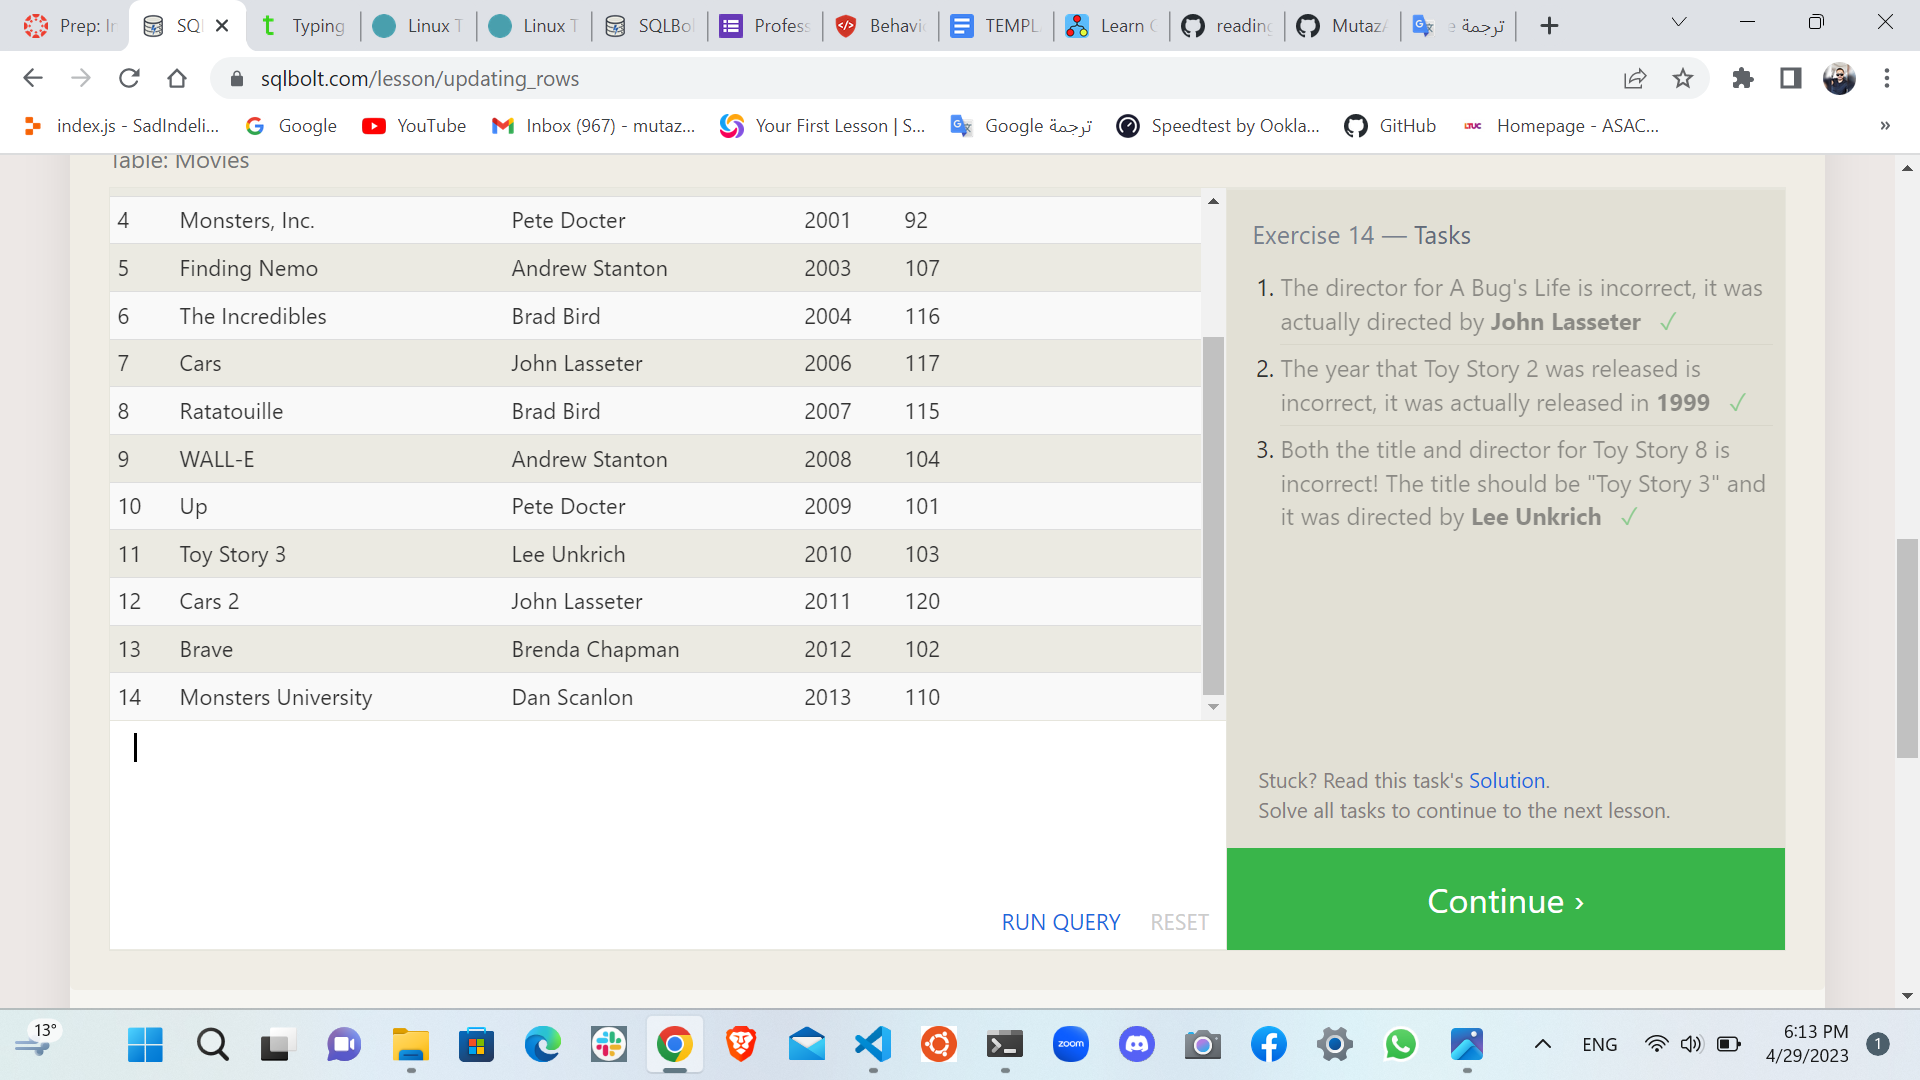 Prep: In
SQL
Typing
Linux T
Linux T
SQLBol
Profess
Behavi
TEMPL
Learn
reading
MutazA
ترجمة e
sqlbolt.com/lesson/updating_rows
index.js - SadIndeli...
Google
YouTube
Inbox (967) - mutaz...
Your First Lesson | S...
Google ترجمة
Speedtest by Ookla...
GitHub
LTUC
Homepage - ASAC...
»
Table: Movies
4 Monsters, Inc. Pete Docter 2001 92
5 Finding Nemo Andrew Stanton 2003 107
6 The Incredibles Brad Bird 2004 116
7 Cars John Lasseter 2006 117
8 Ratatouille Brad Bird 2007 115
9 WALL-E Andrew Stanton 2008 104
10 Up Pete Docter 2009 101
11 Toy Story 3 Lee Unkrich 2010 103
12 Cars 2 John Lasseter 2011 120
13 Brave Brenda Chapman 2012 102
14 Monsters University Dan Scanlon 2013 110
RUN QUERY RESET
Exercise 14 — Tasks
1. The director for A Bug's Life is incorrect, it was
actually directed by John Lasseter ✓
2. The year that Toy Story 2 was released is
incorrect, it was actually released in 1999 ✓
3. Both the title and director for Toy Story 8 is
incorrect! The title should be "Toy Story 3" and
it was directed by Lee Unkrich ✓
Stuck? Read this task's Solution.
Solve all tasks to continue to the next lesson.
Continue ›
13°
zoom
ENG
6:13 PM
4/29/2023
1